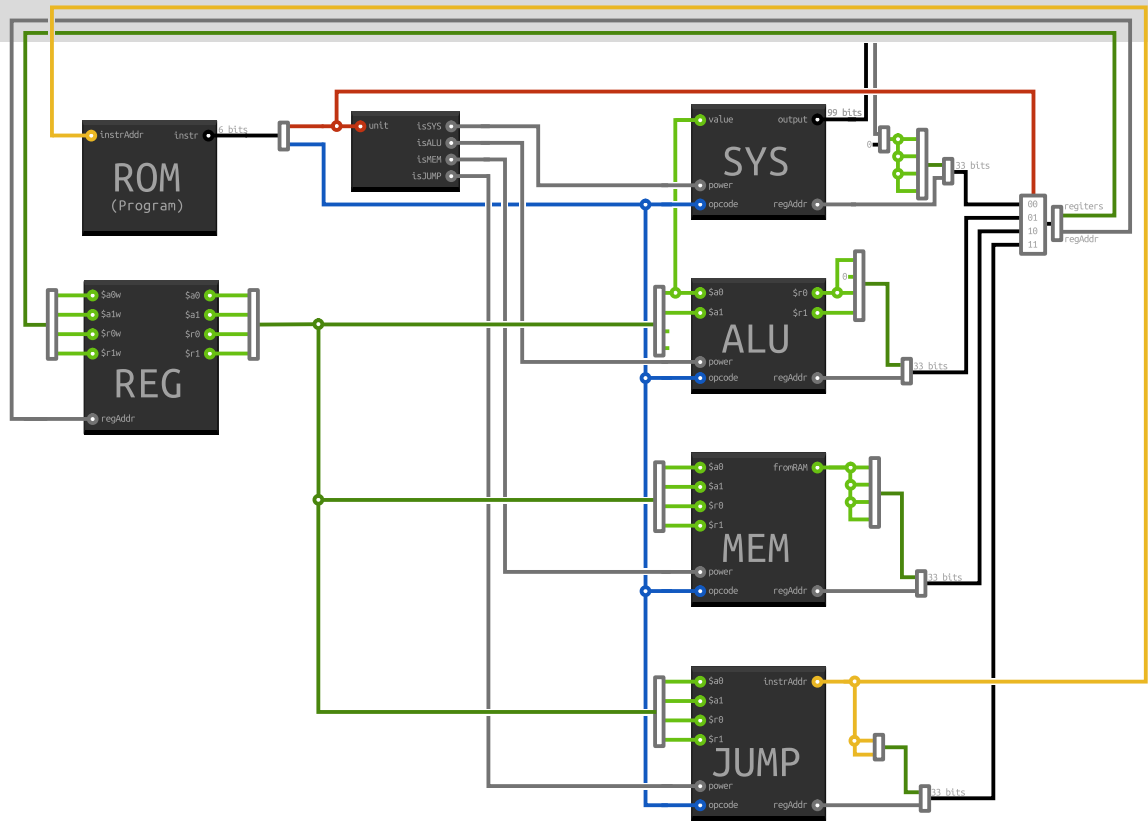 instrAddr
instr
6 bits
ROM
(Program)
unit
isSYS
isALU
isMEM
isJUMP
value
output
99 bits
SYS
power
opcode
regAddr
0
33 bits
00
01
10
11
regiters
regAddr
$a0w
$a1w
$r0w
$r1w
$a0
$a1
$r0
$r1
REG
regAddr
$a0
$a1
$r0
$r1
0
ALU
power
opcode
regAddr
33 bits
$a0
$a1
$r0
$r1
fromRAM
MEM
power
opcode
regAddr
33 bits
$a0
$a1
$r0
$r1
instrAddr
JUMP
power
opcode
regAddr
33 bits